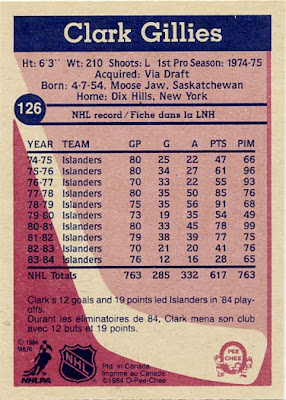 Clark Gillies
Ht: 6'3" Wt: 210 Shoots: L 1st Pro Season: 1974-75
Acquired: Via Draft
Born: 4-7-54, Moose Jaw, Saskatchewan
Home: Dix Hills, New York
126
NHL record/Fiche dans la LNH
YEAR TEAM GP G A PTS PIM
74-75 Islanders 80 25 22 47 66
75-76 Islanders 80 34 27 61 96
76-77 Islanders 70 33 22 55 93
77-78 Islanders 80 35 50 85 76
78-79 Islanders 75 35 56 91 68
79-80 Islanders 73 19 35 54 49
80-81 Islanders 80 33 45 78 99
81-82 Islanders 79 38 39 77 75
82-83 Islanders 70 21 20 41 76
83-84 Islanders 76 12 16 28 65
NHL Totals 763 285 332 617 763
Clark's 12 goals and 19 points led Islanders in '84 play-
offs.
Durant les eliminatoires de 84, Clark mena son club
avec 12 buts et 19 points.
© 1984
NHLPA
NHLPA
NHL
Ptd. in Canada
Imprimé au Canada
©1984 O-Pee-Chee
O
PEE
CHEE